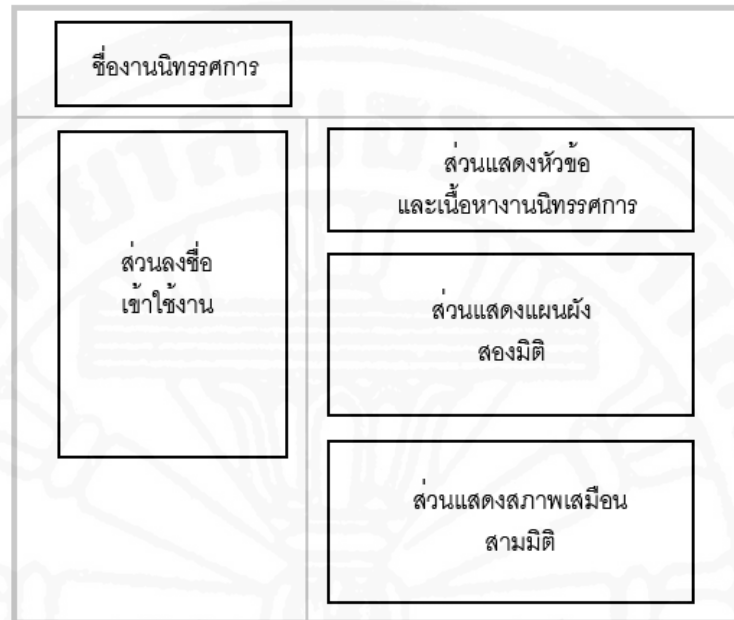 ชื่องานนิทรรศการ
ส่วนลงชื่อ
เข้าใช้งาน
ส่วนแสดงหัวข้อ
และเนื้อหางานนิทรรศการ
ส่วนแสดงแผนผัง
สองมิติ
ส่วนแสดงสภาพเสมือน
สามมิติ